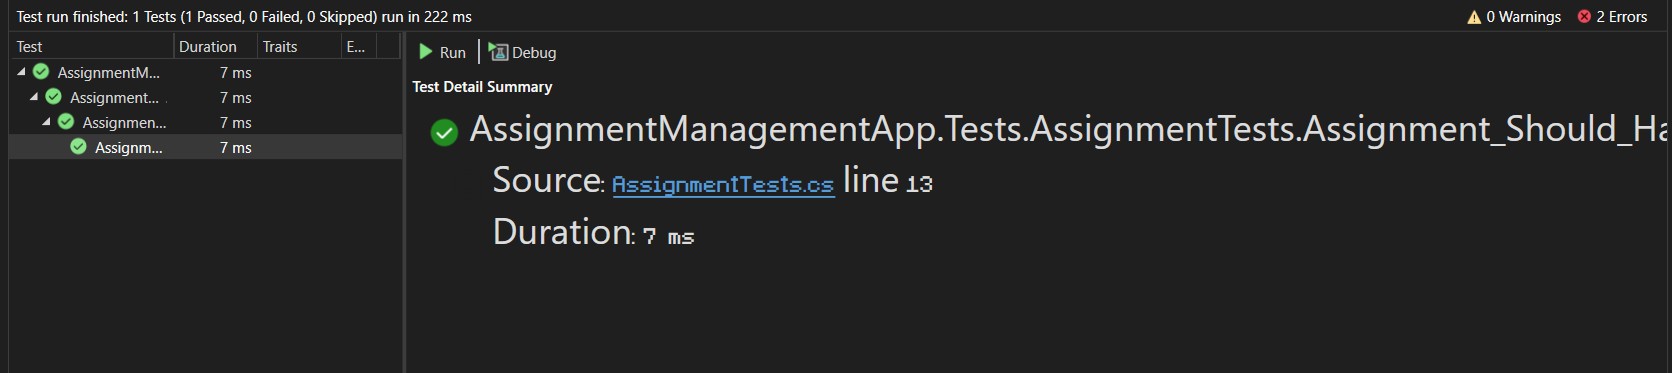 Test run finished: 1 Tests (1 Passed, 0 Failed, 0 Skipped) run in 222 ms
0 Warnings
2 Errors
Test
Duration
Traits
E...
AssignmentM...
7 ms
Assignment...
7 ms
Assignmen...
7 ms
Assignm...
7 ms
Run
Debug
Test Detail Summary
AssignmentManagementApp.Tests.AssignmentTests.Assignment_Should_Ha
Source: AssignmentTests.cs line 13
Duration: 7 ms